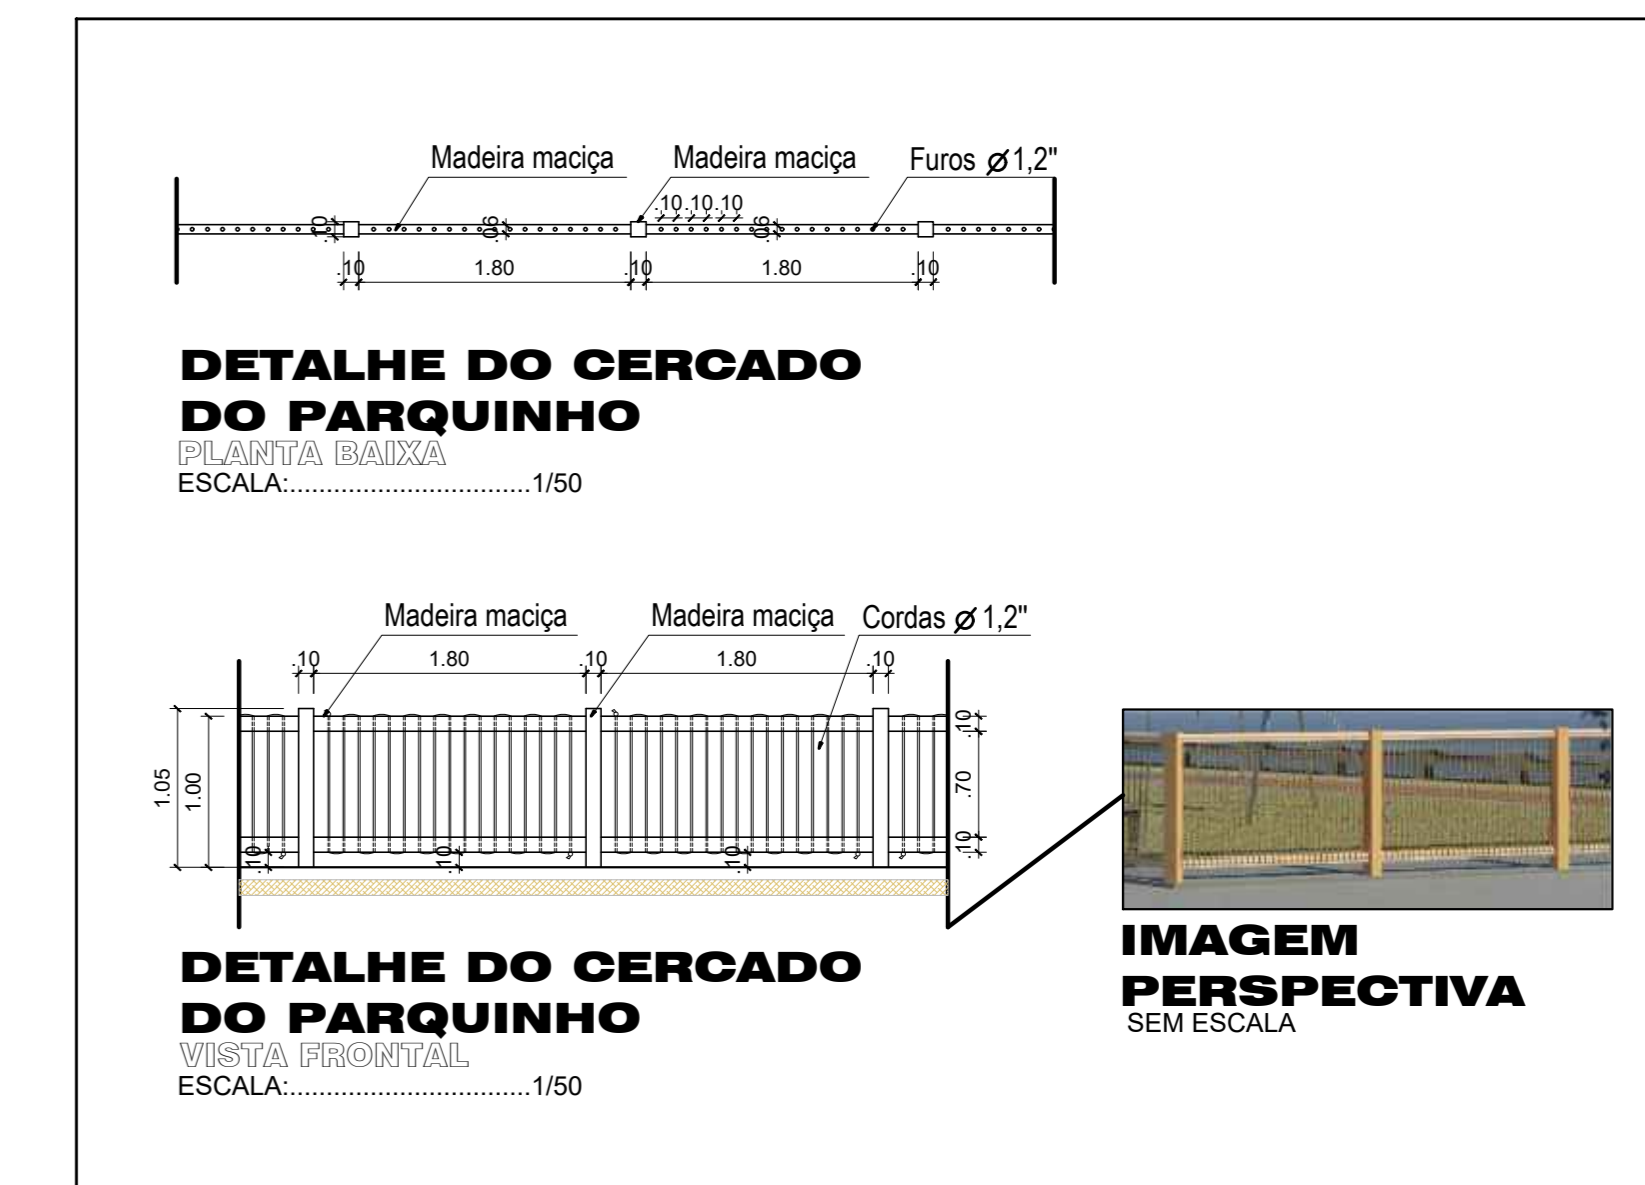 Madeira maciça Madeira maciça Furos ø 1,2"
.10 .10 .10
.10 .06 .06
.10 1.80 .10 1.80 .10
DETALHE DO CERCADO
DO PARQUINHO
PLANTA BAIXA
ESCALA:.................................1/50
Madeira maciça Madeira maciça Cordas ø 1,2"
.10 1.80 .10 1.80 .10
1.05 1.00 .10 .70 .10
.10 .10 .10
DETALHE DO CERCADO
DO PARQUINHO
VISTA FRONTAL
ESCALA:.................................1/50
IMAGEM
PERSPECTIVA
SEM ESCALA